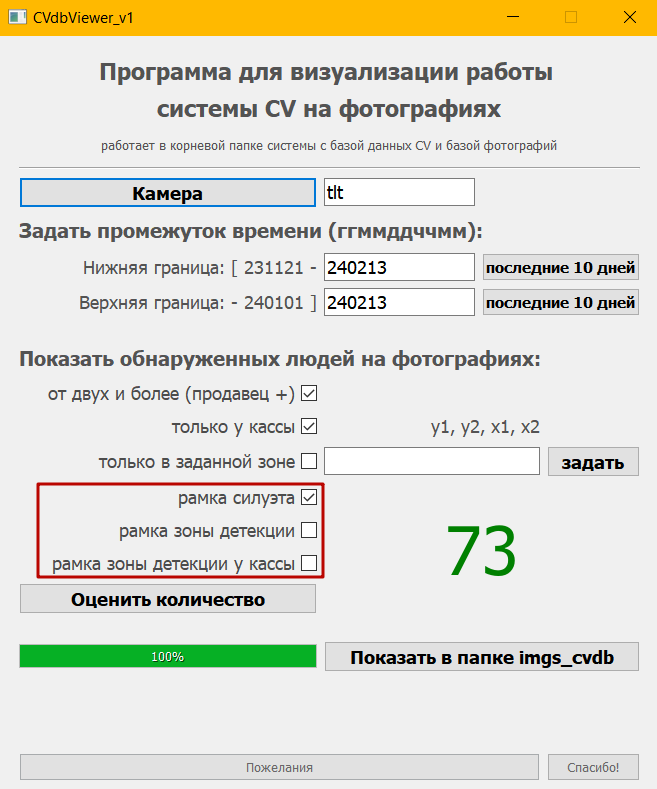 CVdbViewer_v1
Программа для визуализации работы
системы CV на фотографиях
работает в корневой папке системы с базой данных CV и базой фотографий
Камера tlt
Задать промежуток времени (ггммддччмм):
Нижняя граница: [ 231121 - 240213 последние 10 дней
Верхняя граница: - 240101 ] 240213 последние 10 дней
Показать обнаруженных людей на фотографиях:
от двух и более (продавец +)
только у кассы y1, y2, x1, x2
только в заданной зоне задать
рамка силуэта
рамка зоны детекции 73
рамка зоны детекции у кассы
Оценить количество
100% Показать в папке imgs_cvdb
Пожелания Спасибо!